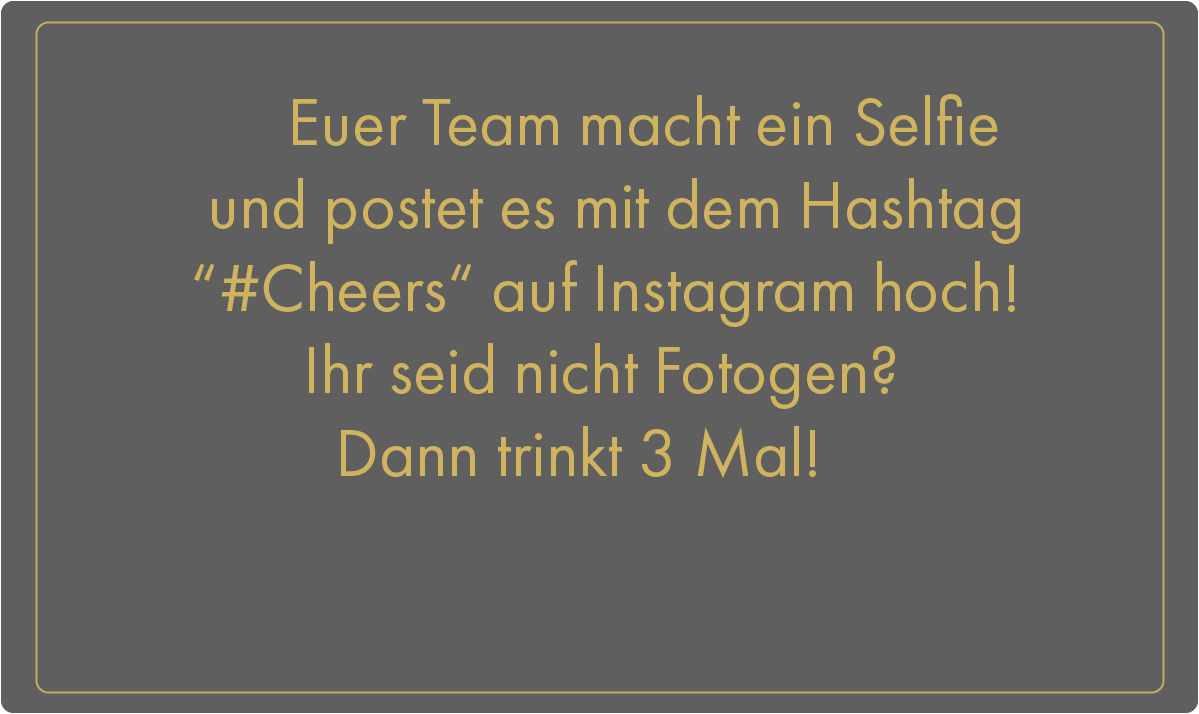 Euer Team macht ein Selfie
und postet es mit dem Hashtag
“#Cheers“ auf Instagram hoch!
Ihr seid nicht Fotogen?
Dann trinkt 3 Mal!